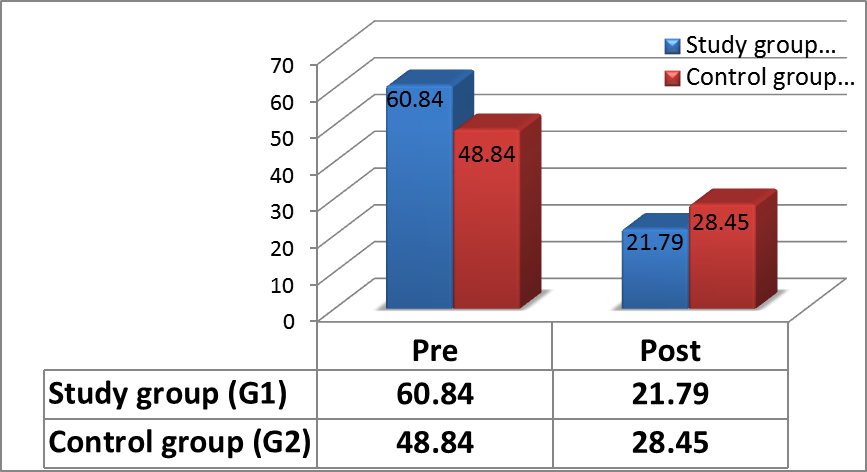 Study group...
Control group...
70
60
50
40
30
20
10
0
60.84
48.84
21.79
28.45
Pre Post
Study group (G1) 60.84 21.79
Control group (G2) 48.84 28.45